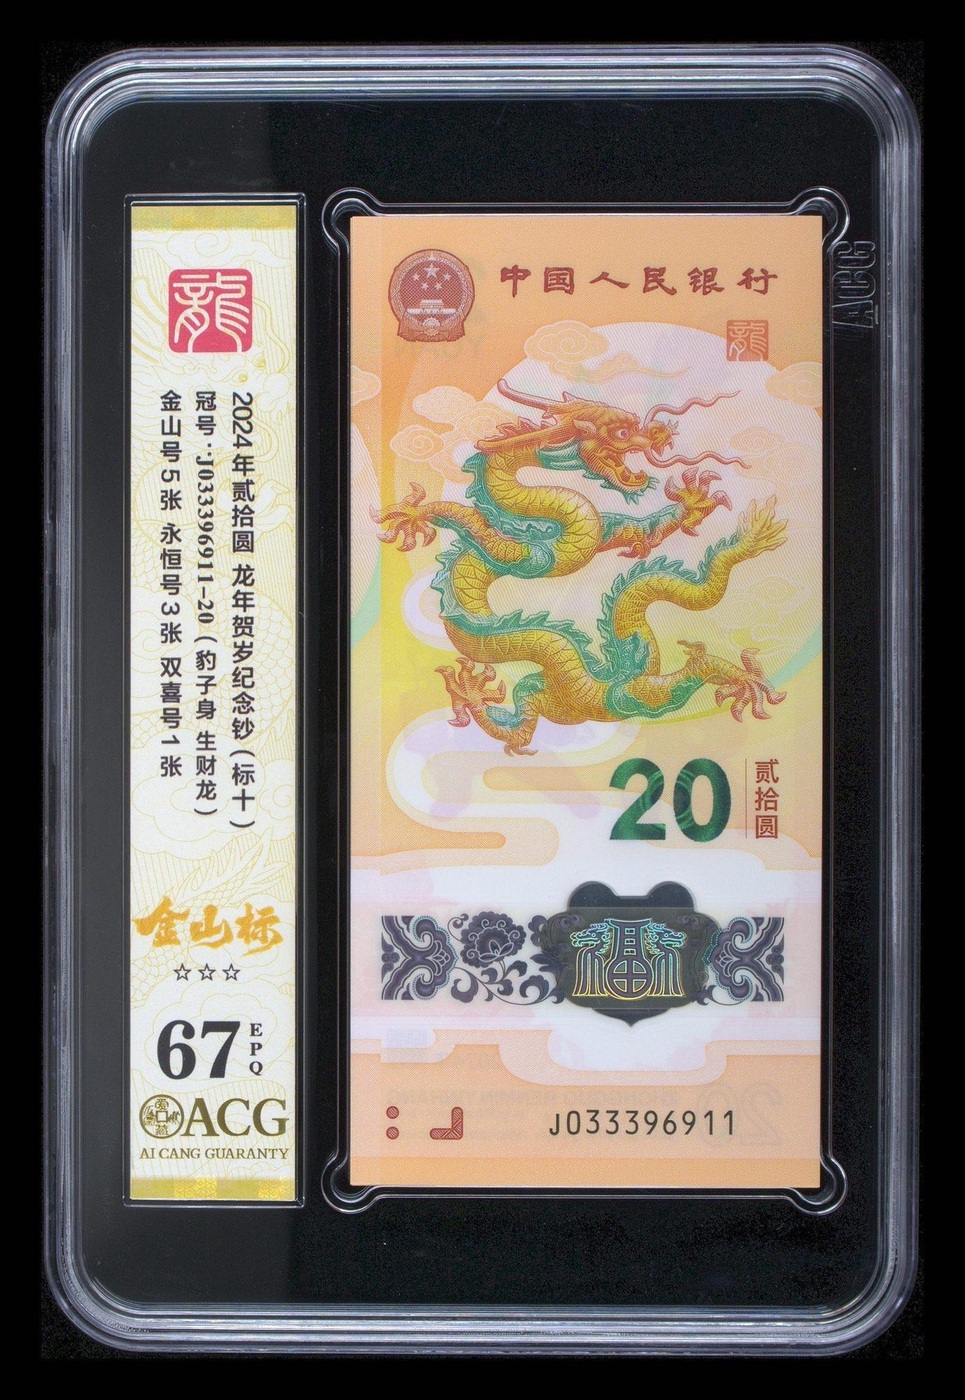 龍
2024年贰拾圆 龙年贺岁纪念钞（标十）
冠号：J033396911-20（豹子身 生财龙）
金山号5张 永恒号3张 双喜号1张
金山标
☆☆☆
67 EPQ
ACG
AI CANG GUARANTY
中国人民银行
龍
20 贰拾圆
福
J033396911
ACG